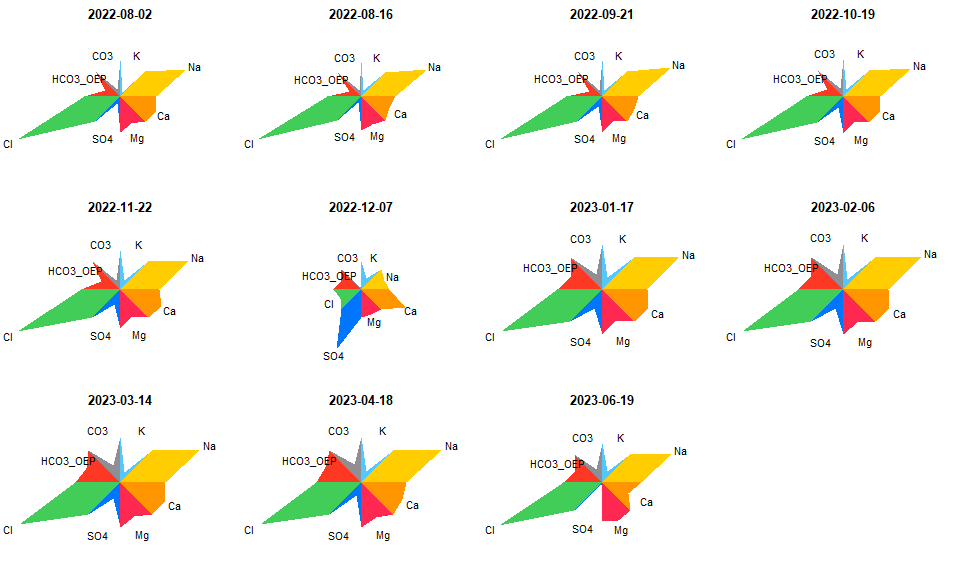 2022-08-02
2022-08-16
2022-09-21
2022-10-19
CO3 K
Na
HCO3_OEP
Ca
Cl
SO4 Mg
CO3 K
Na
HCO3_OEP
Ca
Cl
SO4 Mg
CO3 K
Na
HCO3_OEP
Ca
Cl
SO4 Mg
CO3 K
Na
HCO3_OEP
Ca
Cl
SO4 Mg
2022-11-22
2022-12-07
2023-01-17
2023-02-06
CO3 K
Na
HCO3_OEP
Ca
Cl
SO4 Mg
CO3 K
HCO3_OEP Na
Cl
Ca
Mg
SO4
CO3 K
Na
HCO3_OEP
Ca
Cl
SO4 Mg
CO3 K
Na
HCO3_OEP
Ca
Cl
SO4 Mg
2023-03-14
2023-04-18
2023-06-19
CO3 K
Na
HCO3_OEP
Ca
Cl
SO4 Mg
CO3 K
Na
HCO3_OEP
Ca
Cl
SO4 Mg
CO3 K
Na
HCO3_OEP
Ca
Cl
SO4 Mg